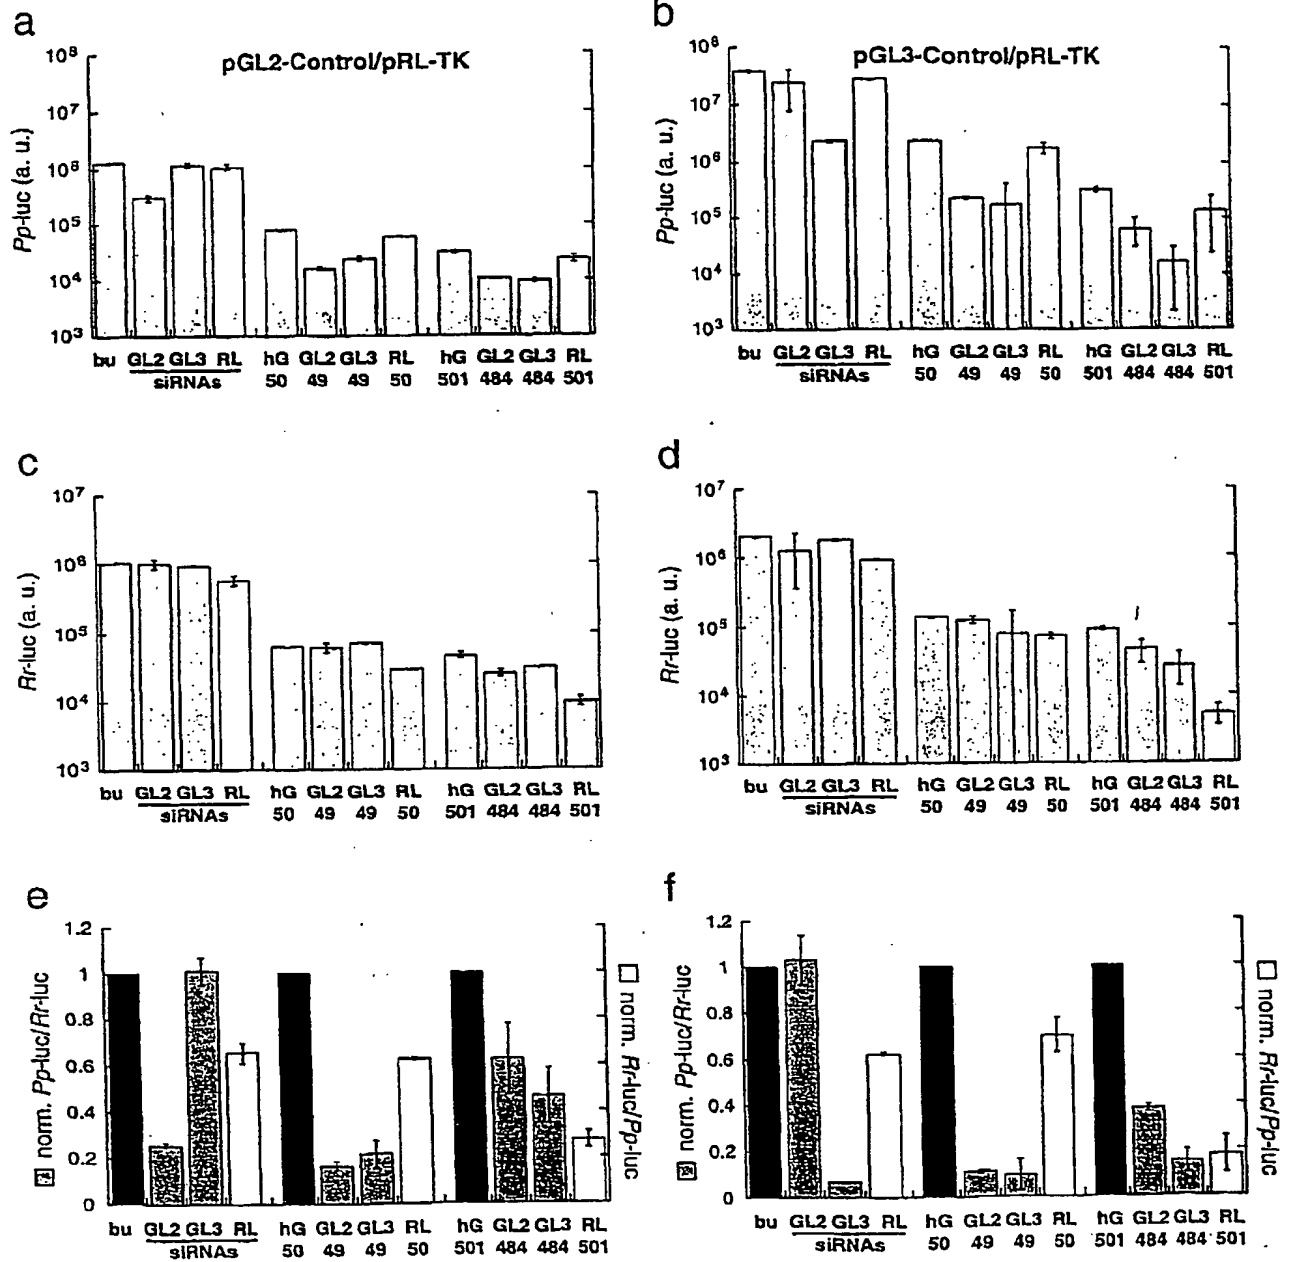 a
pGL2-Control/pRL-TK
Pp-luc (a. u.)
10⁸
10⁷
10⁶
10⁵
10⁴
10³
bu GL2 GL3 RL hG GL2 GL3 RL hG GL2 GL3 RL
siRNAs 50 49 49 50 501 484 484 501
b
pGL3-Control/pRL-TK
Pp-luc (a. u.)
10⁸
10⁷
10⁶
10⁵
10⁴
10³
bu GL2 GL3 RL hG GL2 GL3 RL hG GL2 GL3 RL
siRNAs 50 49 49 50 501 484 484 501
c
Rr-luc (a. u.)
10⁷
10⁶
10⁵
10⁴
10³
bu GL2 GL3 RL hG GL2 GL3 RL hG GL2 GL3 RL
siRNAs 50 49 49 50 501 484 484 501
d
Rr-luc (a. u.)
10⁷
10⁶
10⁵
10⁴
10³
bu GL2 GL3 RL hG GL2 GL3 RL hG GL2 GL3 RL
siRNAs 50 49 49 50 501 484 484 501
e
norm. Pp-luc/Rr-luc
1.2
1
0.8
0.6
0.4
0.2
0
norm. Rr-luc/Pp-luc
bu GL2 GL3 RL hG GL2 GL3 RL hG GL2 GL3 RL
siRNAs 50 49 49 50 501 484 484 501
f
norm. Pp-luc/Rr-luc
1.2
1
0.8
0.6
0.4
0.2
0
norm. Rr-luc/Pp-luc
bu GL2 GL3 RL hG GL2 GL3 RL hG GL2 GL3 RL
siRNAs 50 49 49 50 501 484 484 501